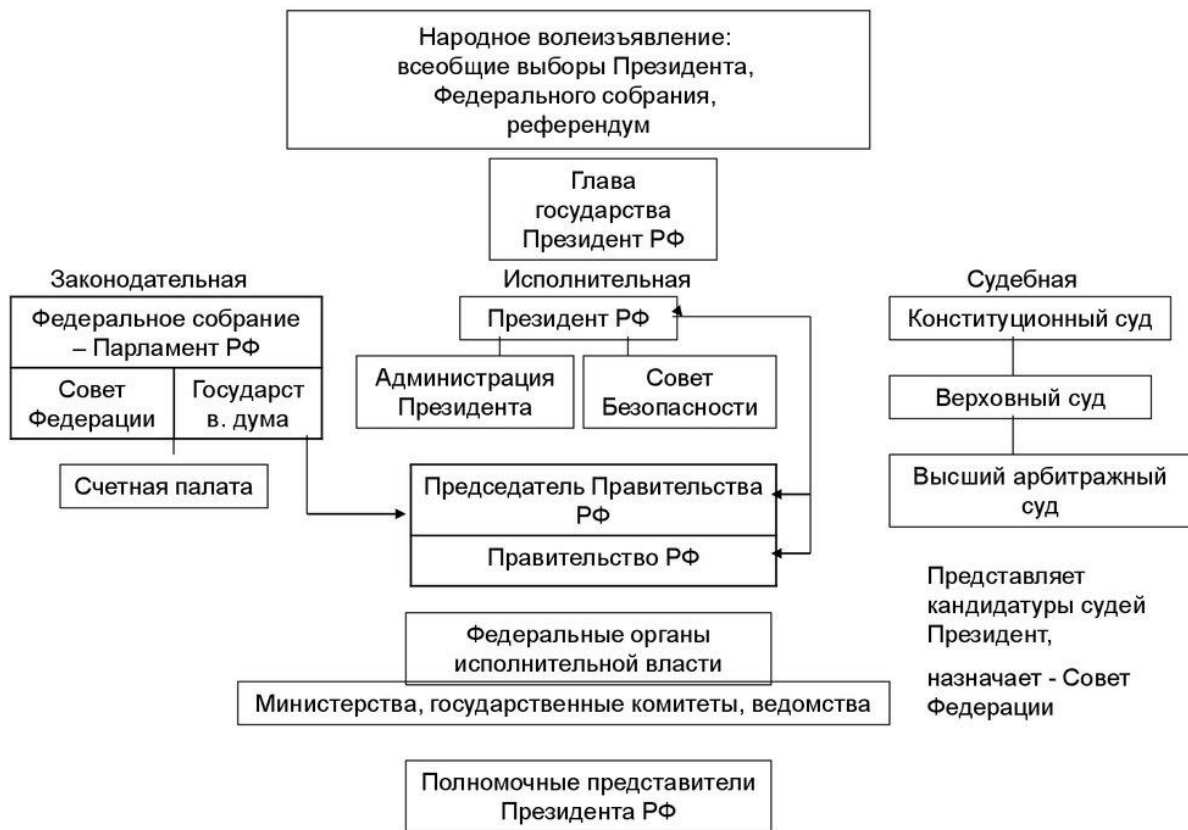 Народное волеизъявление:
всеобщие выборы Президента,
Федерального собрания,
референдум
Глава
государства
Президент РФ
Законодательная
Федеральное собрание
– Парламент РФ
Совет
Федерации
Государст
в. дума
Счетная палата
Исполнительная
Президент РФ
Администрация
Президента
Совет
Безопасности
Председатель Правительства
РФ
Правительство РФ
Федеральные органы
исполнительной власти
Министерства, государственные комитеты, ведомства
Полномочные представители
Президента РФ
Судебная
Конституционный суд
Верховный суд
Высший арбитражный
суд
Представляет
кандидатуры судей
Президент,
назначает - Совет
Федерации